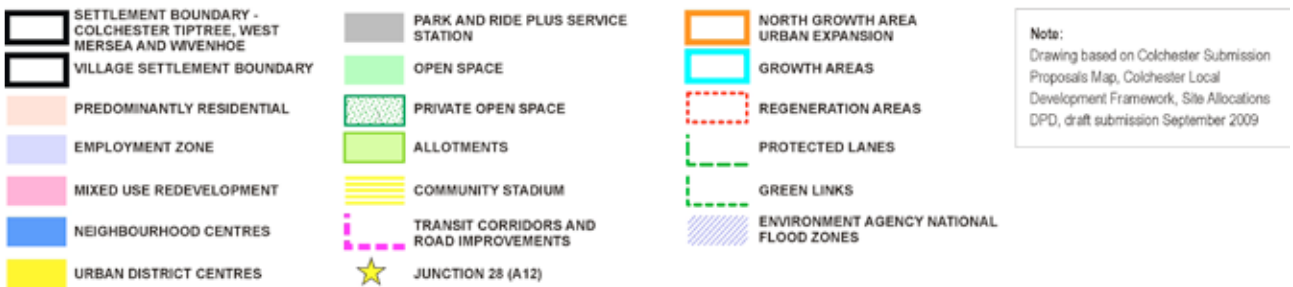 SETTLEMENT BOUNDARY -
COLCHESTER TIPTREE, WEST
MERSEA AND WIVENHOE
VILLAGE SETTLEMENT BOUNDARY
PREDOMINANTLY RESIDENTIAL
EMPLOYMENT ZONE
MIXED USE REDEVELOPMENT
NEIGHBOURHOOD CENTRES
URBAN DISTRICT CENTRES
PARK AND RIDE PLUS SERVICE
STATION
OPEN SPACE
PRIVATE OPEN SPACE
ALLOTMENTS
COMMUNITY STADIUM
TRANSIT CORRIDORS AND
ROAD IMPROVEMENTS
JUNCTION 28 (A12)
NORTH GROWTH AREA
URBAN EXPANSION
GROWTH AREAS
REGENERATION AREAS
PROTECTED LANES
GREEN LINKS
ENVIRONMENT AGENCY NATIONAL
FLOOD ZONES
Note:
Drawing based on Colchester Submission
Proposals Map, Colchester Local
Development Framework, Site Allocations
DPD, draft submission September 2009